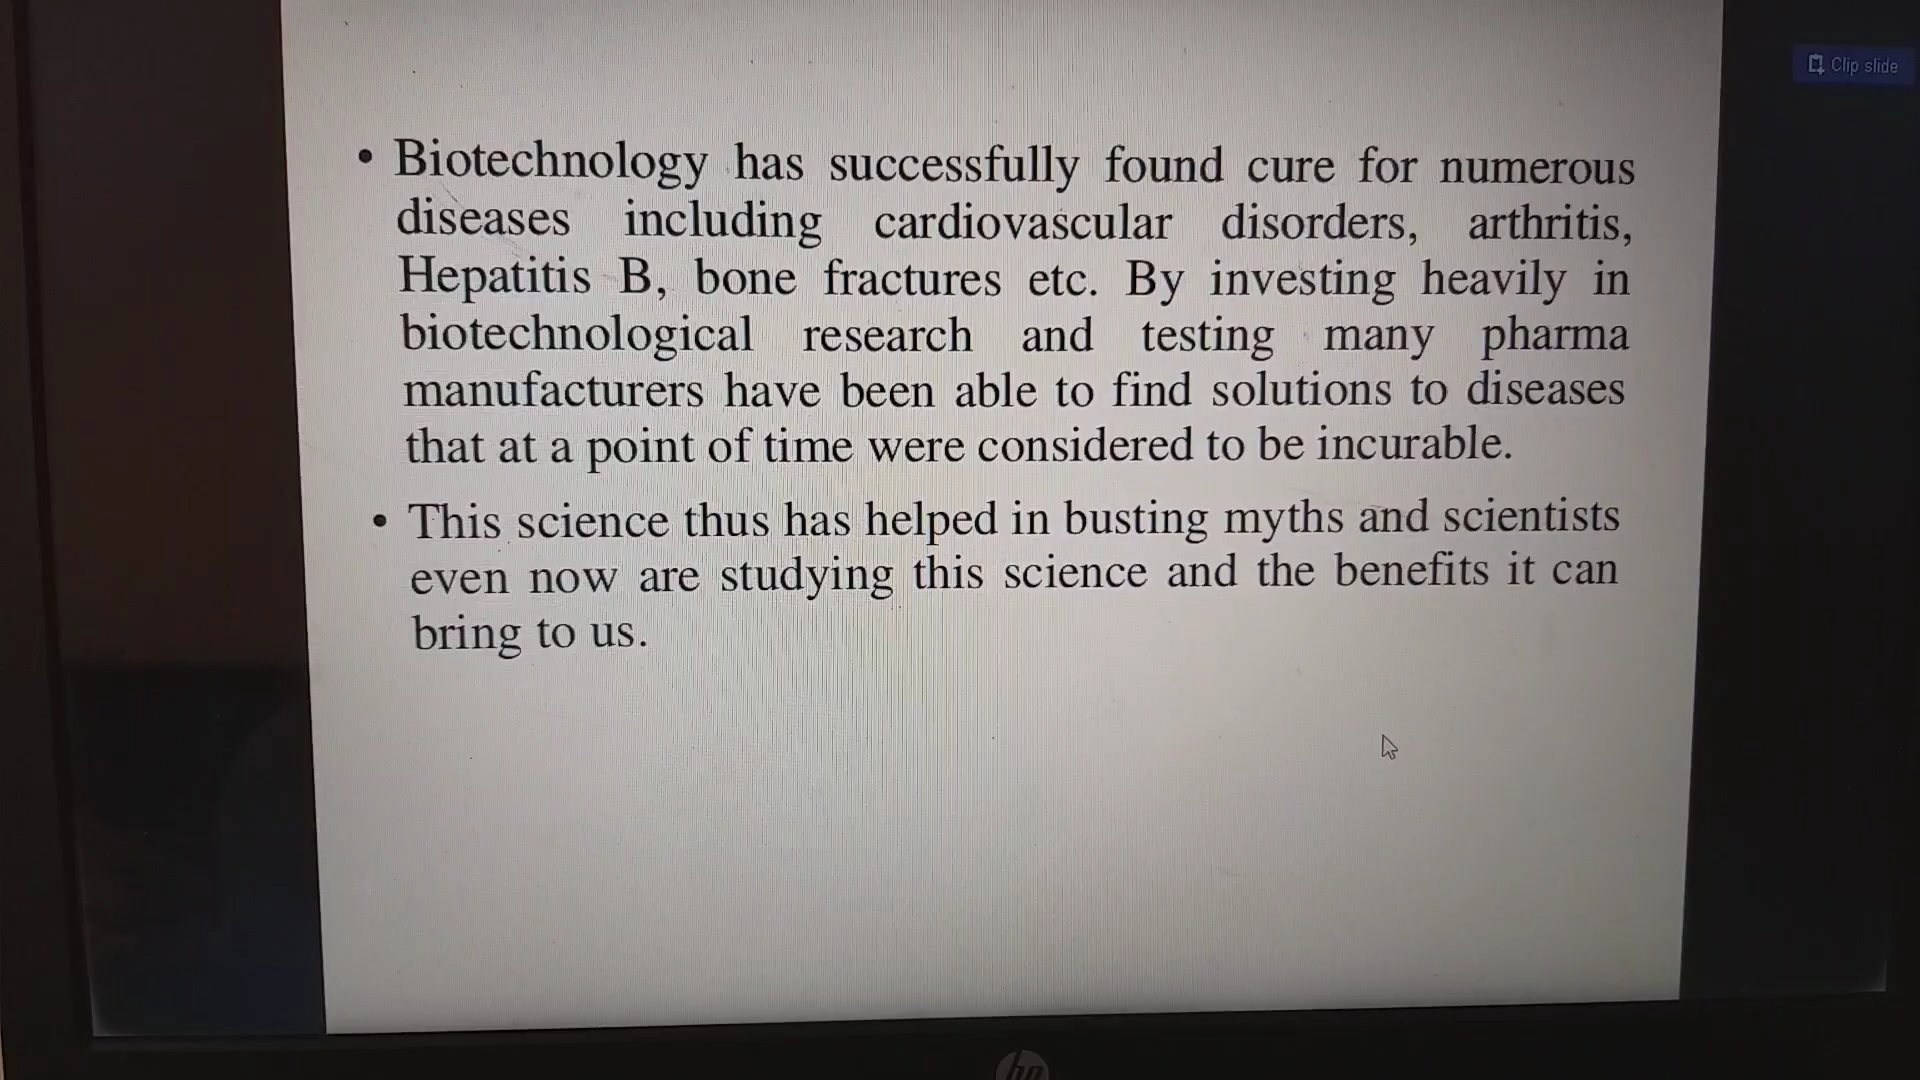 Clip slide
• Biotechnology has successfully found cure for numerous
diseases including cardiovascular disorders, arthritis,
Hepatitis B, bone fractures etc. By investing heavily in
biotechnological research and testing many pharma
manufacturers have been able to find solutions to diseases
that at a point of time were considered to be incurable.
• This science thus has helped in busting myths and scientists
even now are studying this science and the benefits it can
bring to us.
hp